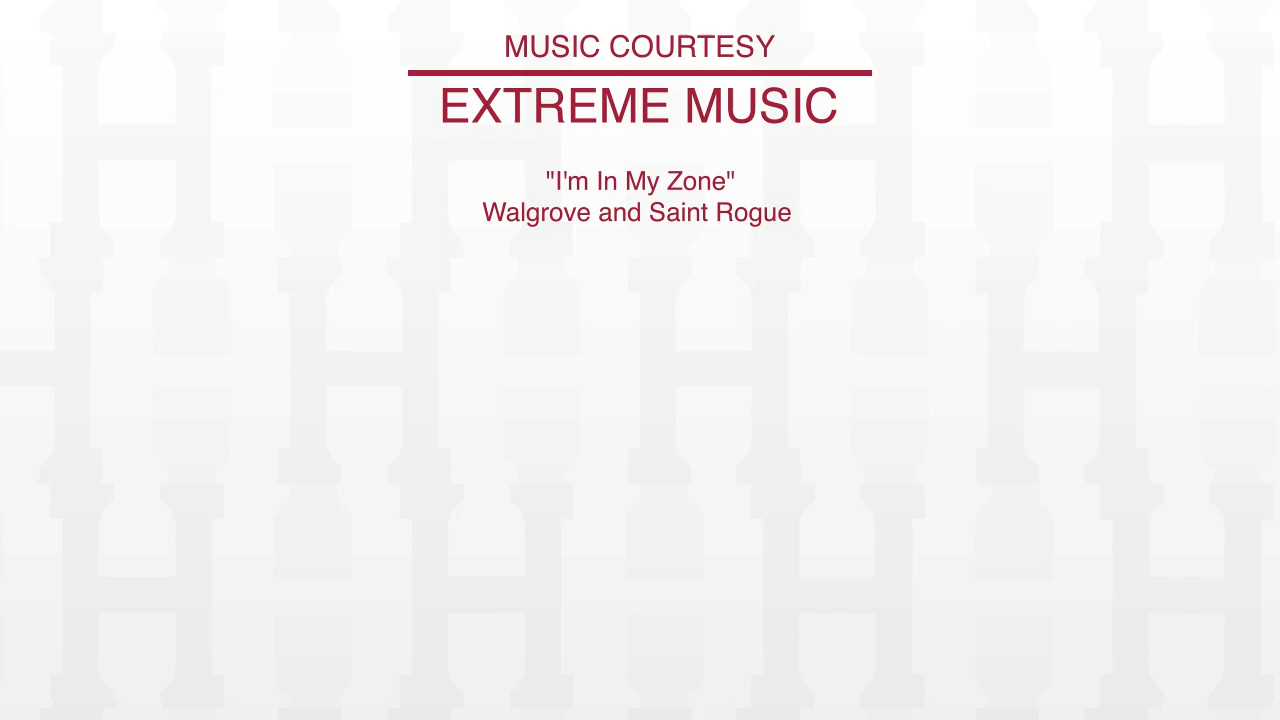 MUSIC COURTESY
EXTREME MUSIC
"I'm In My Zone"
Walgrove and Saint Rogue